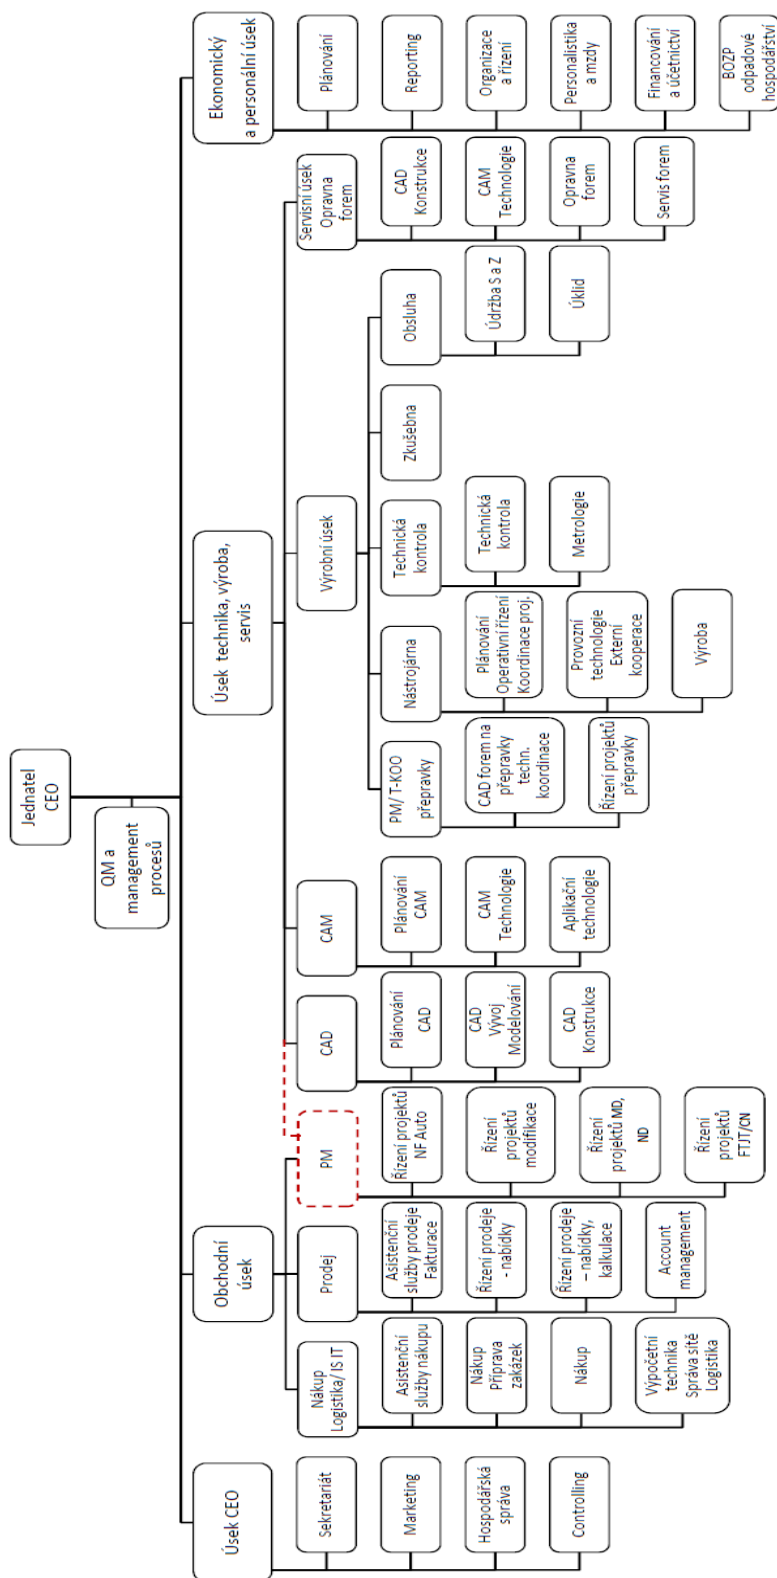 Jednatel
CEO
QM a
management
procesů
Úsek CEO
Sekretariát
Marketing
Hospodářská
správa
Controlling
Obchodní
úsek
Nákup
Logistika/ IS IT
Asistenční
služby nákupu
Nákup
Příprava
zakázek
Nákup
Výpočetní
technika
Správa sítě
Logistika
Prodej
Asistenční
služby prodeje
Fakturace
Řízení prodeje
- nabídky
Řízení prodeje
– nabídky,
kalkulace
Account
management
PM
Řízení projektů
NF Auto
Řízení
projektů
modifikace
Řízení
projektů MD,
ND
Řízení
projektů
FTJT/CN
Úsek technika, výroba,
servis
CAD
Plánování
CAD
CAD
Vývoj
Modelování
CAD
Konstrukce
CAM
Plánování
CAM
CAM
Technologie
Aplikační
technologie
Výrobní úsek
PM/ T-KOO
přepravky
CAD forem na
přepravky
techn.
koordinace
Řízení projektů
přepravky
Nástrojárna
Plánování
Operativní řízení
Koordinace proj.
Provozní
technologie
Externí
kooperace
Výroba
Technická
kontrola
Technická
kontrola
Metrologie
Zkušebna
Obsluha
Údržba S a Z
Úklid
Servisní úsek
Opravna
forem
CAD
Konstrukce
CAM
Technologie
Opravna
forem
Servis forem
Ekonomický
a personální úsek
Plánování
Reporting
Organizace
a řízení
Personalistika
a mzdy
Financování
a účetnictví
BOZP
odpadové
hospodářství